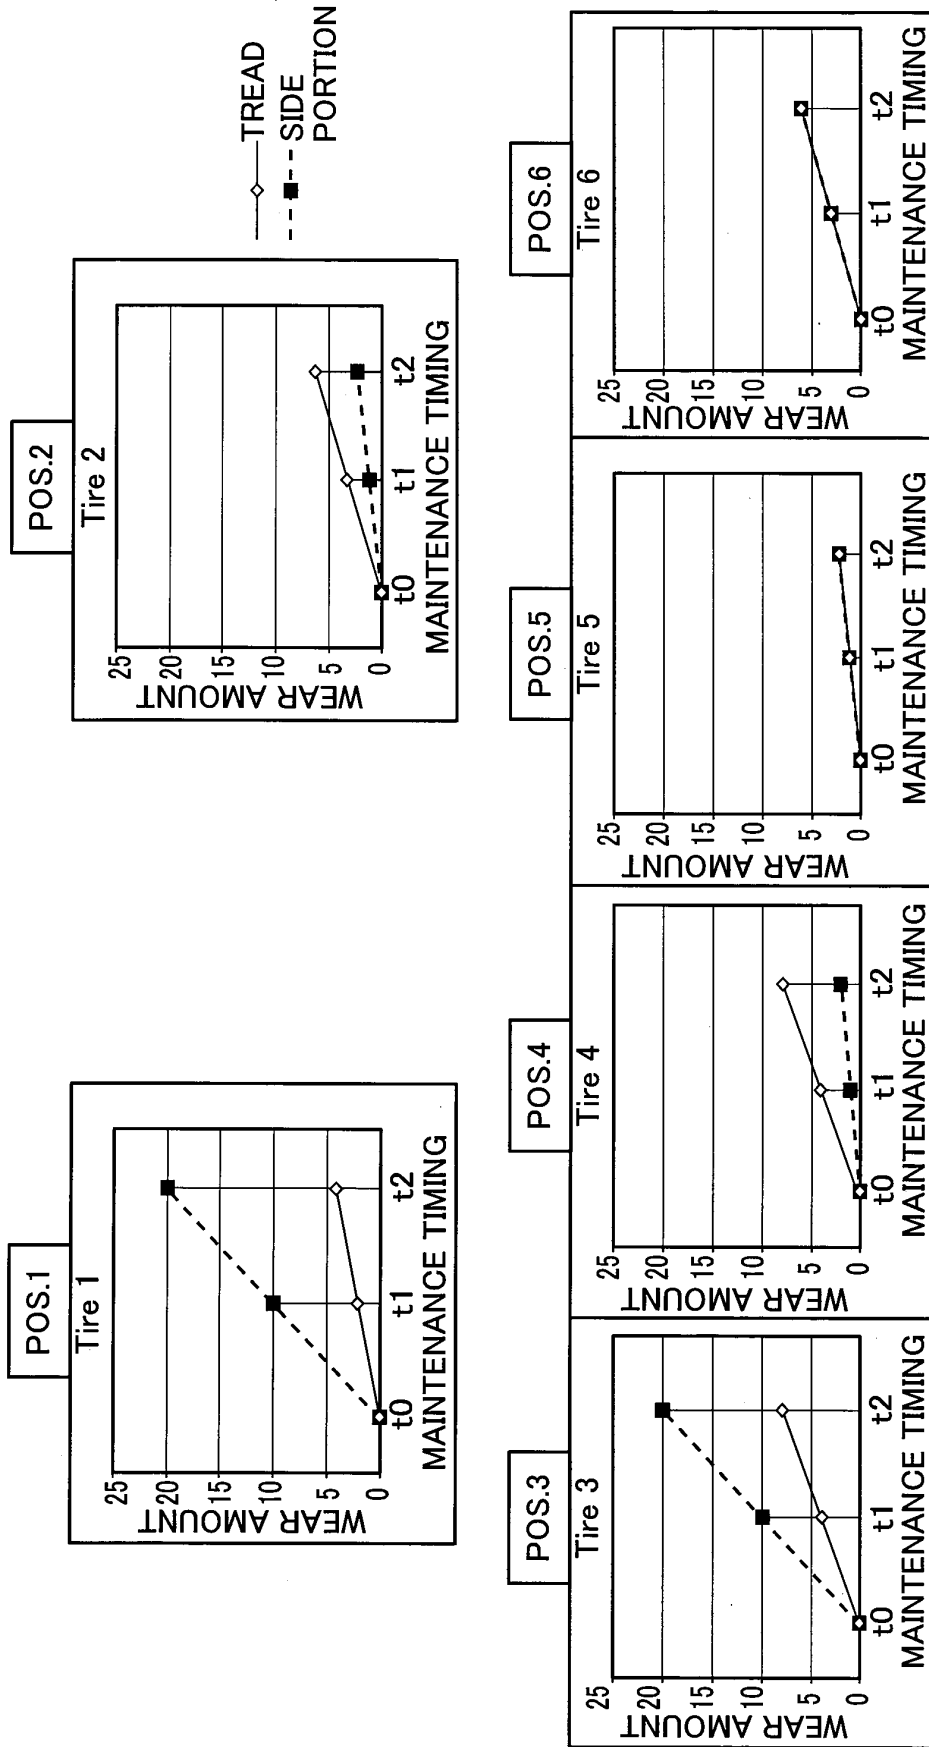 POS.1
Tire 1
WEAR AMOUNT
25
20
15
10
5
0
t0
t1
t2
MAINTENANCE TIMING
POS.2
Tire 2
WEAR AMOUNT
25
20
15
10
5
0
t0
t1
t2
MAINTENANCE TIMING
TREAD
SIDE
PORTION
POS.3
Tire 3
WEAR AMOUNT
25
20
15
10
5
0
t0
t1
t2
MAINTENANCE TIMING
POS.4
Tire 4
WEAR AMOUNT
25
20
15
10
5
0
t0
t1
t2
MAINTENANCE TIMING
POS.5
Tire 5
WEAR AMOUNT
25
20
15
10
5
0
t0
t1
t2
MAINTENANCE TIMING
POS.6
Tire 6
WEAR AMOUNT
25
20
15
10
5
0
t0
t1
t2
MAINTENANCE TIMING